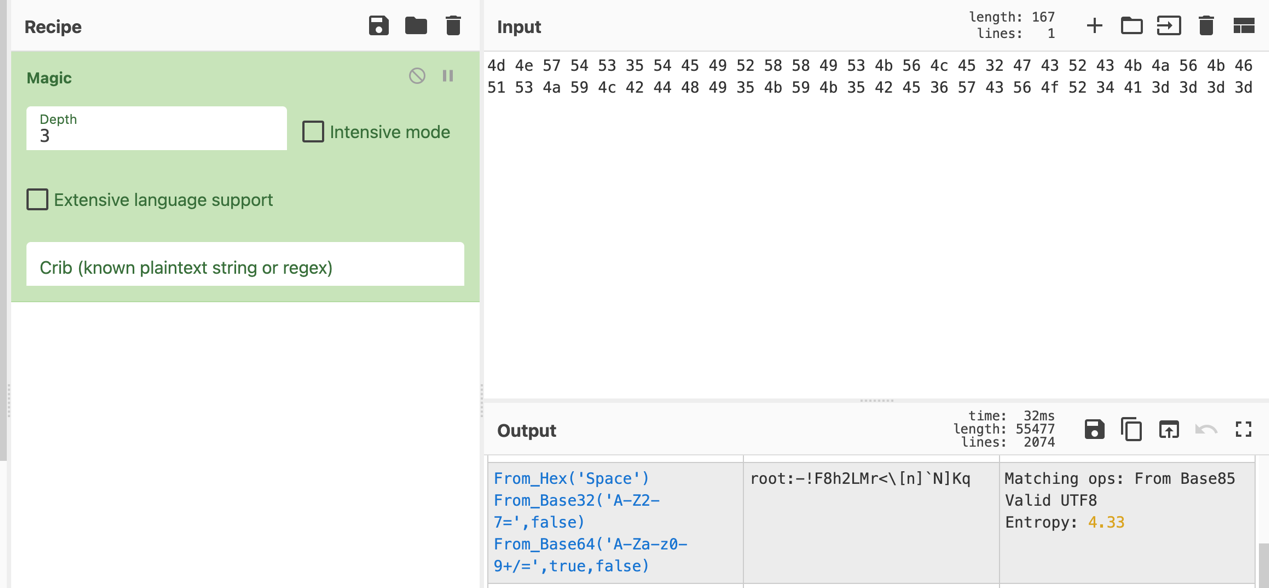 Recipe
Magic
Depth
3
Intensive mode
Extensive language support
Crib (known plaintext string or regex)
Input
length: 167
lines: 1
4d 4e 57 54 53 35 54 45 49 52 58 58 49 53 4b 56 4c 45 32 47 43 52 43 4b 4a 56 4b 46
51 53 4a 59 4c 42 44 48 49 35 4b 59 4b 35 42 45 36 57 43 56 4f 52 34 41 3d 3d 3d 3d
Output
time: 32ms
length: 55477
lines: 2074
From_Hex('Space')
From_Base32('A-Z2-
7=',false)
From_Base64('A-Za-z0-
9+/=',true,false)
root:-!F8h2LMr<\[n]`N]Kq
Matching ops: From Base85
Valid UTF8
Entropy: 4.33